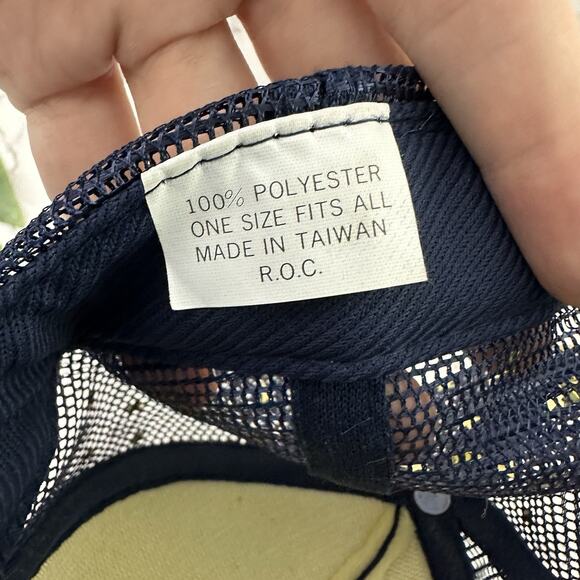 100% POLYESTER
ONE SIZE FITS ALL
MADE IN TAIWAN
R.O.C.